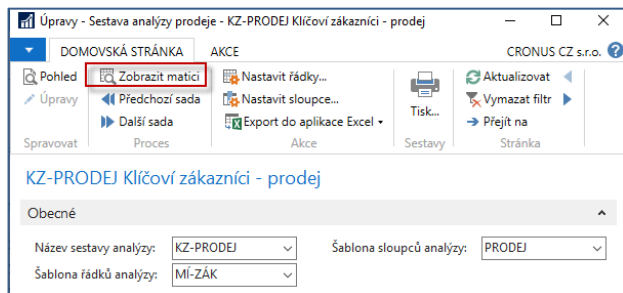 Úpravy - Sestava analýzy prodeje - KZ-PRODEJ Klíčoví zákazníci - prodej
DOMOVSKÁ STRÁNKA AKCE CRONUS CZ s.r.o. ?
Pohled Zobrazit matici Nastavit řádky... Aktualizovat
Úpravy Předchozí sada Nastavit sloupce... Tisk... Vymazat filtr
Další sada Export do aplikace Excel Přejít na
Spravovat Proces Akce Sestavy Stránka
KZ-PRODEJ Klíčoví zákazníci - prodej
Obecné
Název sestavy analýzy: KZ-PRODEJ Šablona sloupců analýzy: PRODEJ
Šablona řádků analýzy: MÍ-ZÁK